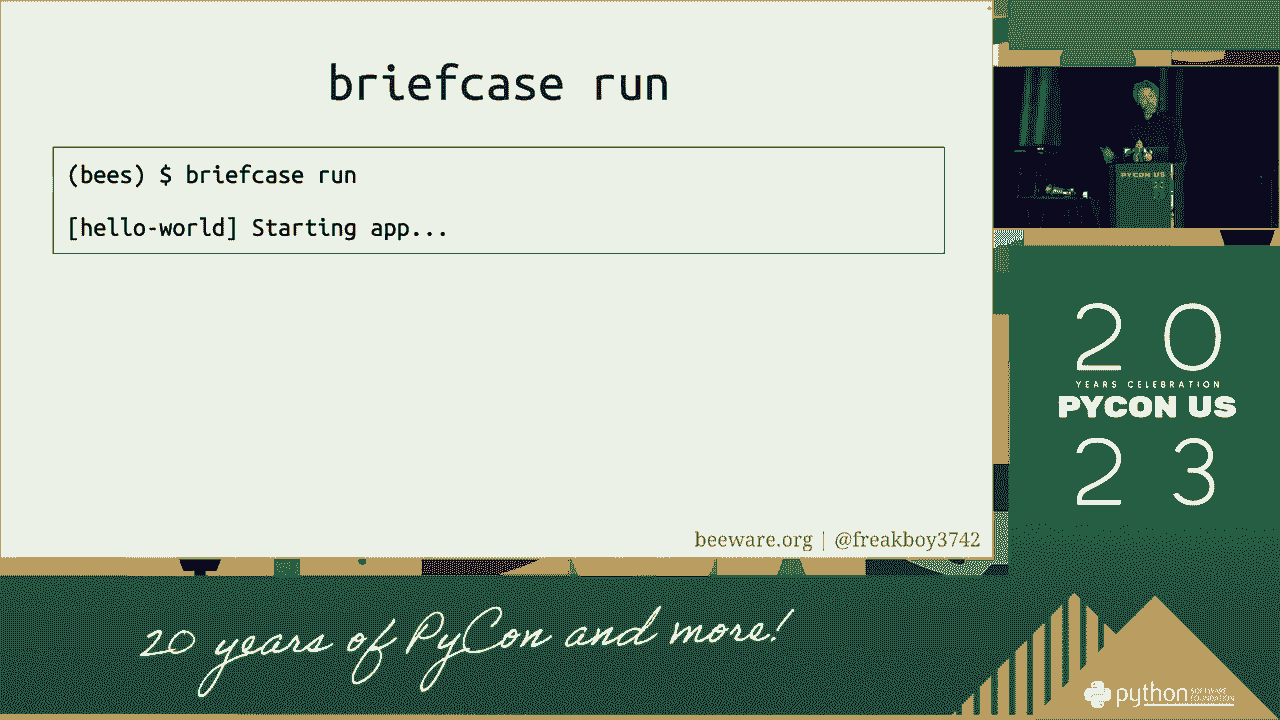 briefcase run
(bees) $ briefcase run
[hello-world] Starting app...
beeware.org | @freakboy3742
PYCON US
20
YEARS CELEBRATION
PYCON US
23
20 years of PyCon and more!
python SOFTWARE
FOUNDATION